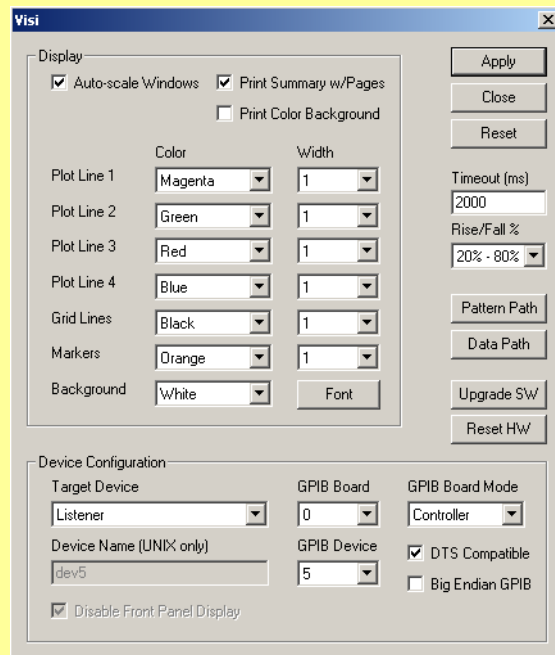 Visi
Display
Auto-scale Windows
Print Summary w/Pages
Print Color Background
Color Width
Plot Line 1 Magenta 1
Plot Line 2 Green 1
Plot Line 3 Red 1
Plot Line 4 Blue 1
Grid Lines Black 1
Markers Orange 1
Background White Font
Apply
Close
Reset
Timeout (ms)
2000
Rise/Fall %
20% - 80%
Pattern Path
Data Path
Upgrade SW
Reset HW
Device Configuration
Target Device GPIB Board GPIB Board Mode
Listener 0 Controller
Device Name (UNIX only) GPIB Device
dev5 5
DTS Compatible
Big Endian GPIB
Disable Front Panel Display